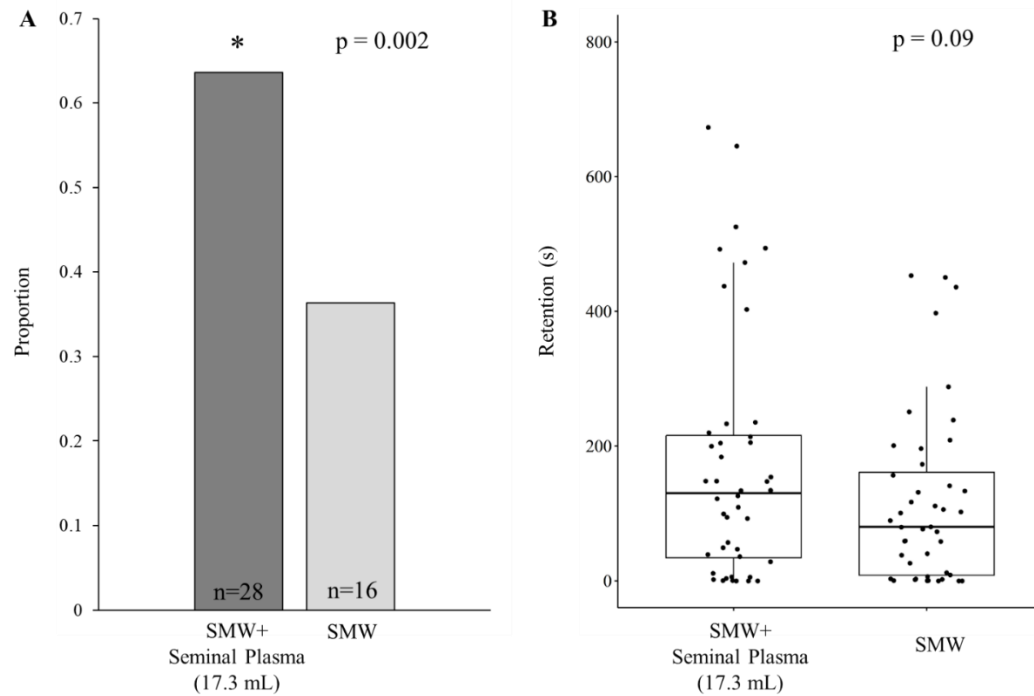 A
0.7
0.6
0.5
0.4
0.3
0.2
0.1
0
Proportion
*
p = 0.002
n=28
n=16
SMW+
Seminal Plasma
(17.3 mL)
SMW
B
800
600
400
200
0
Retention (s)
p = 0.09
SMW+
Seminal Plasma
(17.3 mL)
SMW